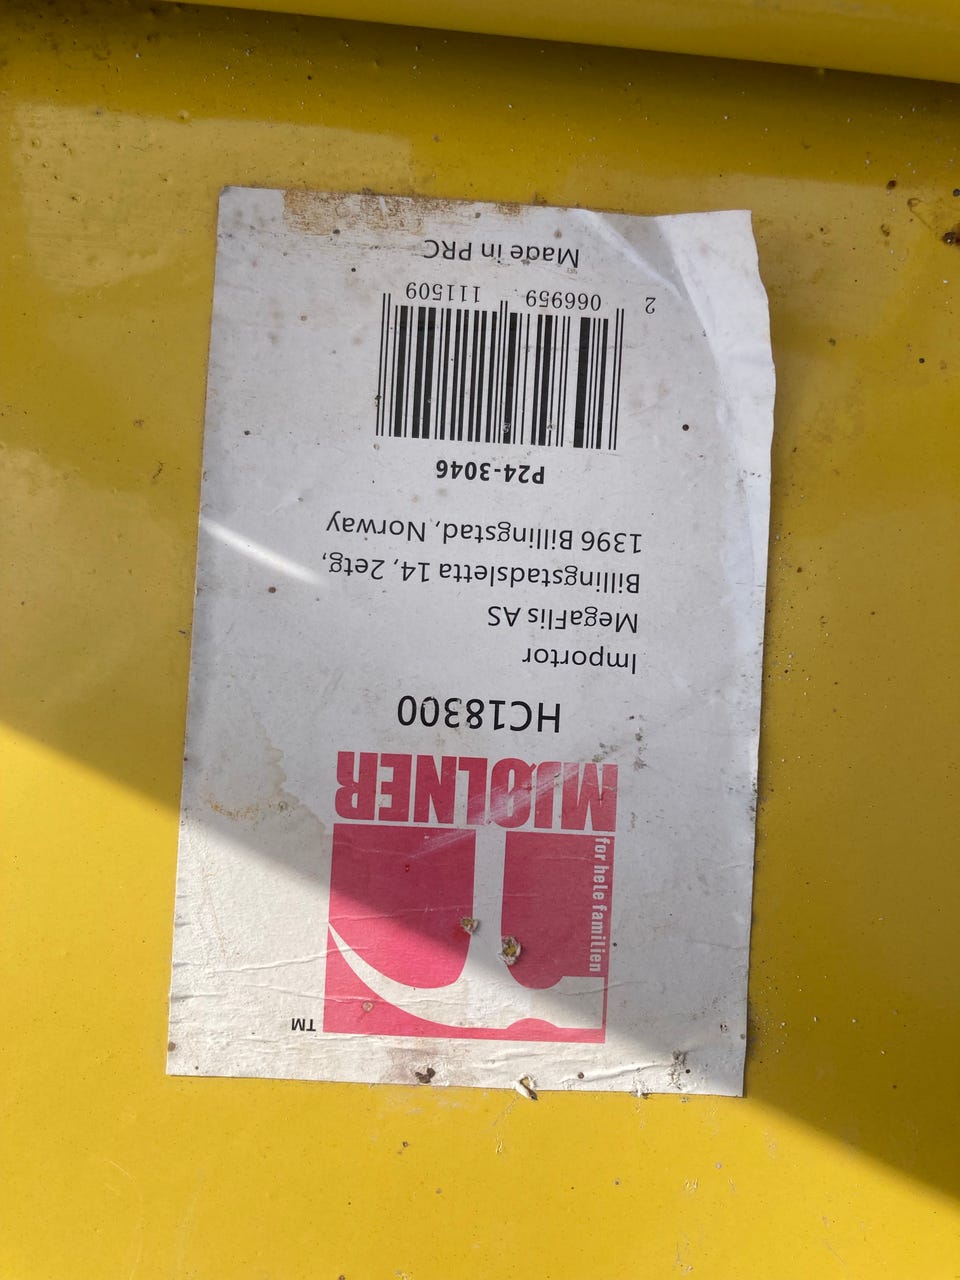 TM
for hele familien
MJØLNER
HC18300
Importor
MegaFlis AS
Billingstadsletta 14, 2etg,
1396 Billingstad, Norway
P24-3046
2 066959 111509
Made in PRC